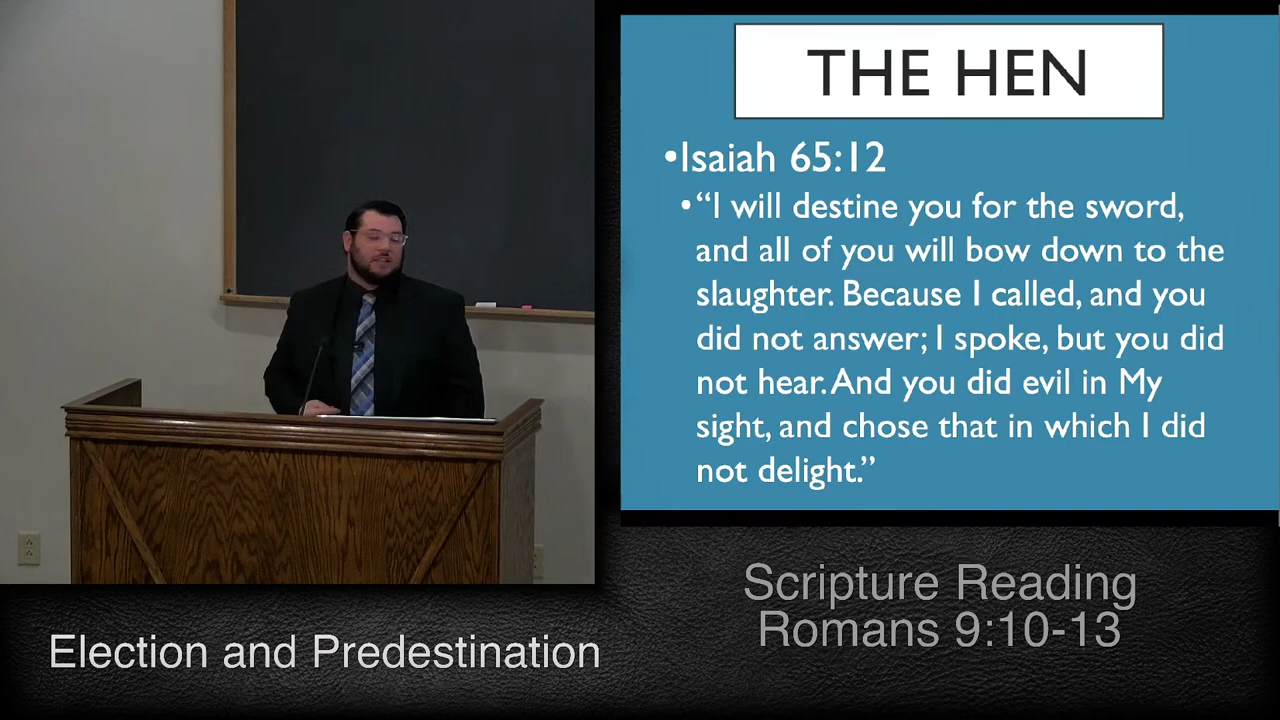 THE HEN
•Isaiah 65:12
•“I will destine you for the sword,
and all of you will bow down to the
slaughter. Because I called, and you
did not answer; I spoke, but you did
not hear. And you did evil in My
sight, and chose that in which I did
not delight.”
Scripture Reading
Romans 9:10-13
Election and Predestination